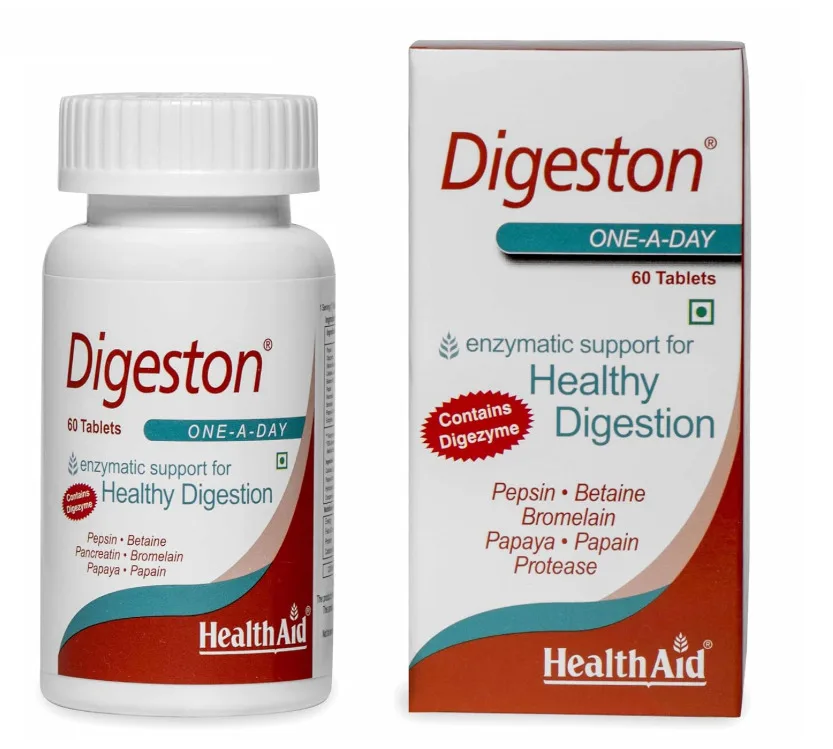 Digeston®
60 Tablets
ONE-A-DAY
enzymatic support for
Healthy Digestion
Contains
Digezyme
Pepsin • Betaine
Pancreatin • Bromelain
Papaya • Papain
HealthAid®
Digeston®
ONE-A-DAY
60 Tablets
enzymatic support for
Healthy
Digestion
Contains
Digezyme
Pepsin • Betaine
Bromelain
Papaya • Papain
Protease
HealthAid®